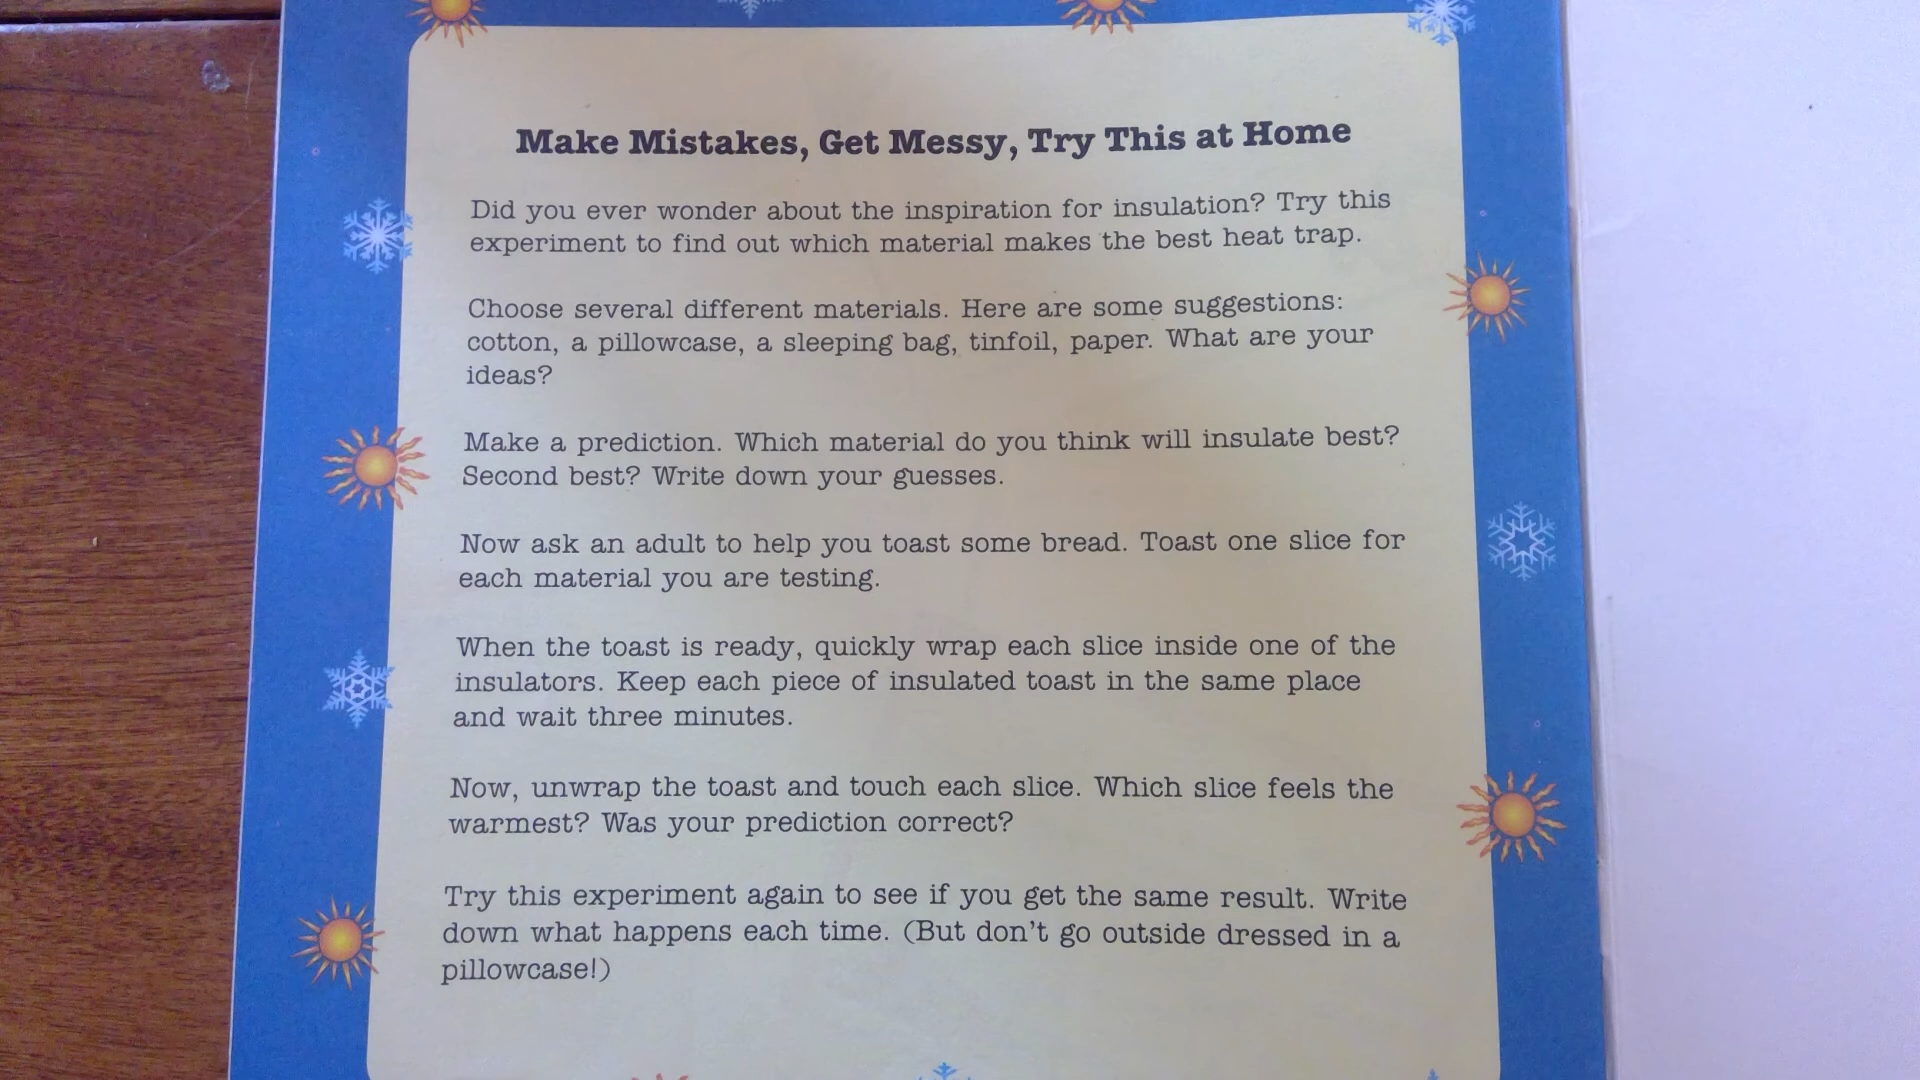 Make Mistakes, Get Messy, Try This at Home
Did you ever wonder about the inspiration for insulation? Try this
experiment to find out which material makes the best heat trap.
Choose several different materials. Here are some suggestions:
cotton, a pillowcase, a sleeping bag, tinfoil, paper. What are your
ideas?
Make a prediction. Which material do you think will insulate best?
Second best? Write down your guesses.
Now ask an adult to help you toast some bread. Toast one slice for
each material you are testing.
When the toast is ready, quickly wrap each slice inside one of the
insulators. Keep each piece of insulated toast in the same place
and wait three minutes.
Now, unwrap the toast and touch each slice. Which slice feels the
warmest? Was your prediction correct?
Try this experiment again to see if you get the same result. Write
down what happens each time. (But don't go outside dressed in a
pillowcase!)